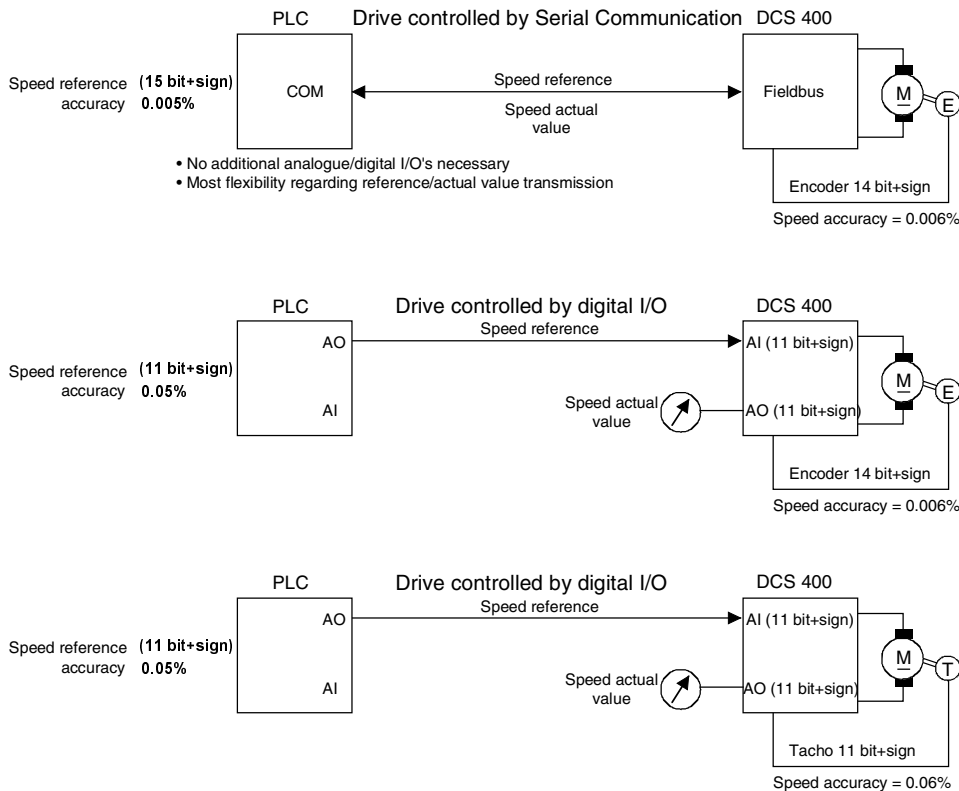 PLC
Drive controlled by Serial Communication
DCS 400
Speed reference accuracy
(15 bit+sign)
0.005%
COM
Speed reference
Speed actual
value
Fieldbus
M
E
• No additional analogue/digital I/O's necessary
• Most flexibility regarding reference/actual value transmission
Encoder 14 bit+sign
Speed accuracy = 0.006%
PLC
Drive controlled by digital I/O
DCS 400
Speed reference
accuracy
(11 bit+sign)
0.05%
AO
AI
Speed reference
Speed actual
value
AI (11 bit+sign)
AO (11 bit+sign)
M
E
Encoder 14 bit+sign
Speed accuracy = 0.006%
PLC
Drive controlled by digital I/O
DCS 400
Speed reference
accuracy
(11 bit+sign)
0.05%
AO
AI
Speed reference
Speed actual
value
AI (11 bit+sign)
AO (11 bit+sign)
M
T
Tacho 11 bit+sign
Speed accuracy = 0.06%